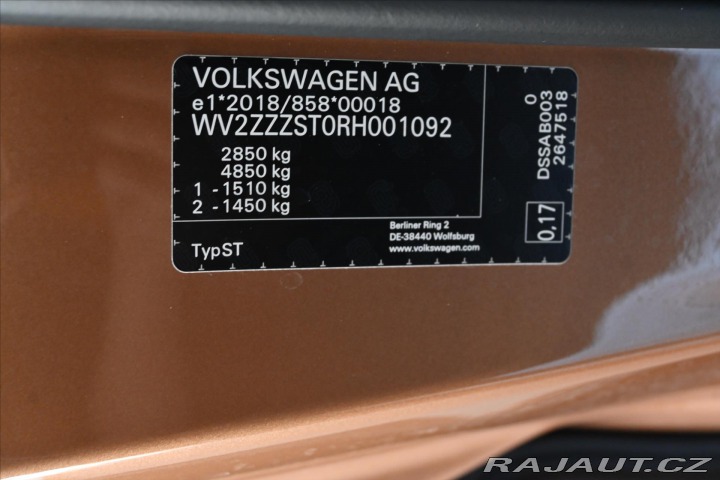 VOLKSWAGEN AG
e1*2018/858*00018
WV2ZZZST0RH001092
2850 kg
4850 kg
1 - 1510 kg
2 - 1450 kg
TypST
Berliner Ring 2
DE-38440 Wolfsburg
www.volkswagen.com
0,17
DSSAB003 0
2647518
RAJAUT.CZ